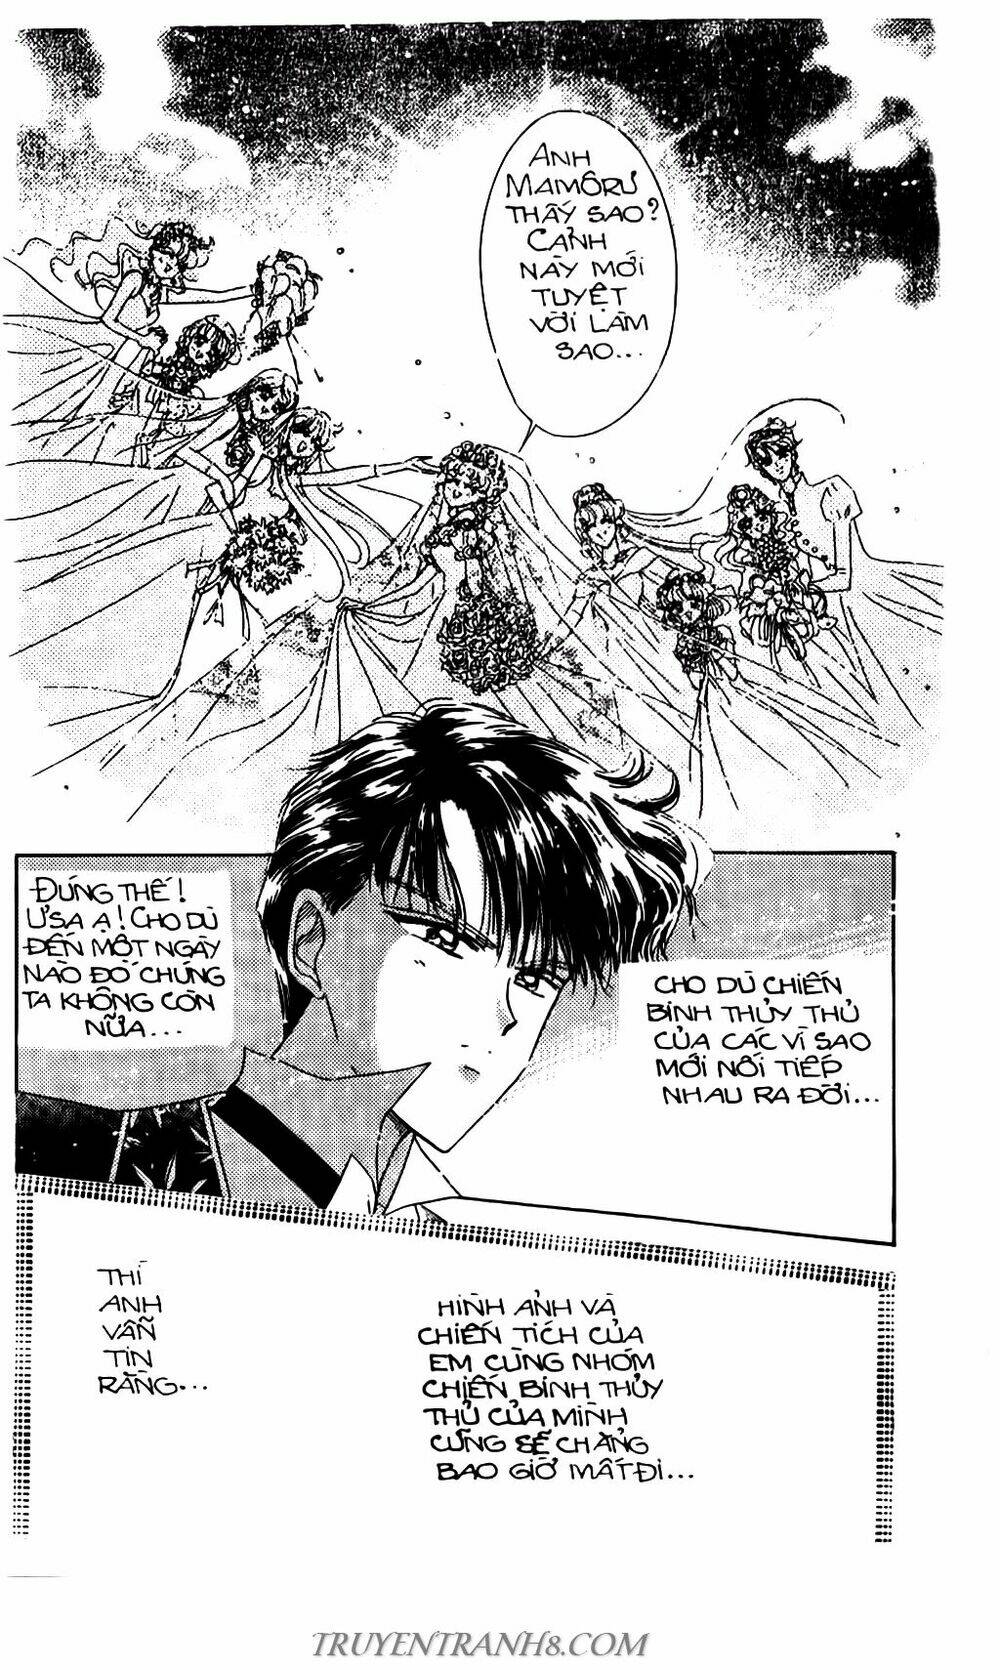 ANH
MAMÔRƯ
THẤY SAO?
CẢNH
NÀY MỚI
TUYỆT
VỜI LÀM
SAO...
ĐÚNG THẾ!
ƯSA Ạ! CHO DÙ
ĐẾN MỘT NGÀY
NÀO ĐÓ CHÚNG
TA KHÔNG CÒN
NỮA...
CHO DÙ CHIẾN
BINH THỦY THỦ
CỦA CÁC VÌ SAO
MỚI NỐI TIẾP
NHAU RA ĐỜI...
THÌ
ANH
VẪN
TIN
RẰNG...
HÌNH ẢNH VÀ
CHIẾN TÍCH CỦA
EM CÙNG NHÓM
CHIẾN BINH THỦY
THỦ CỦA MÌNH
CŨNG SẼ CHẲNG
BAO GIỜ MẤT ĐI...
TRUYENTRANH8.COM